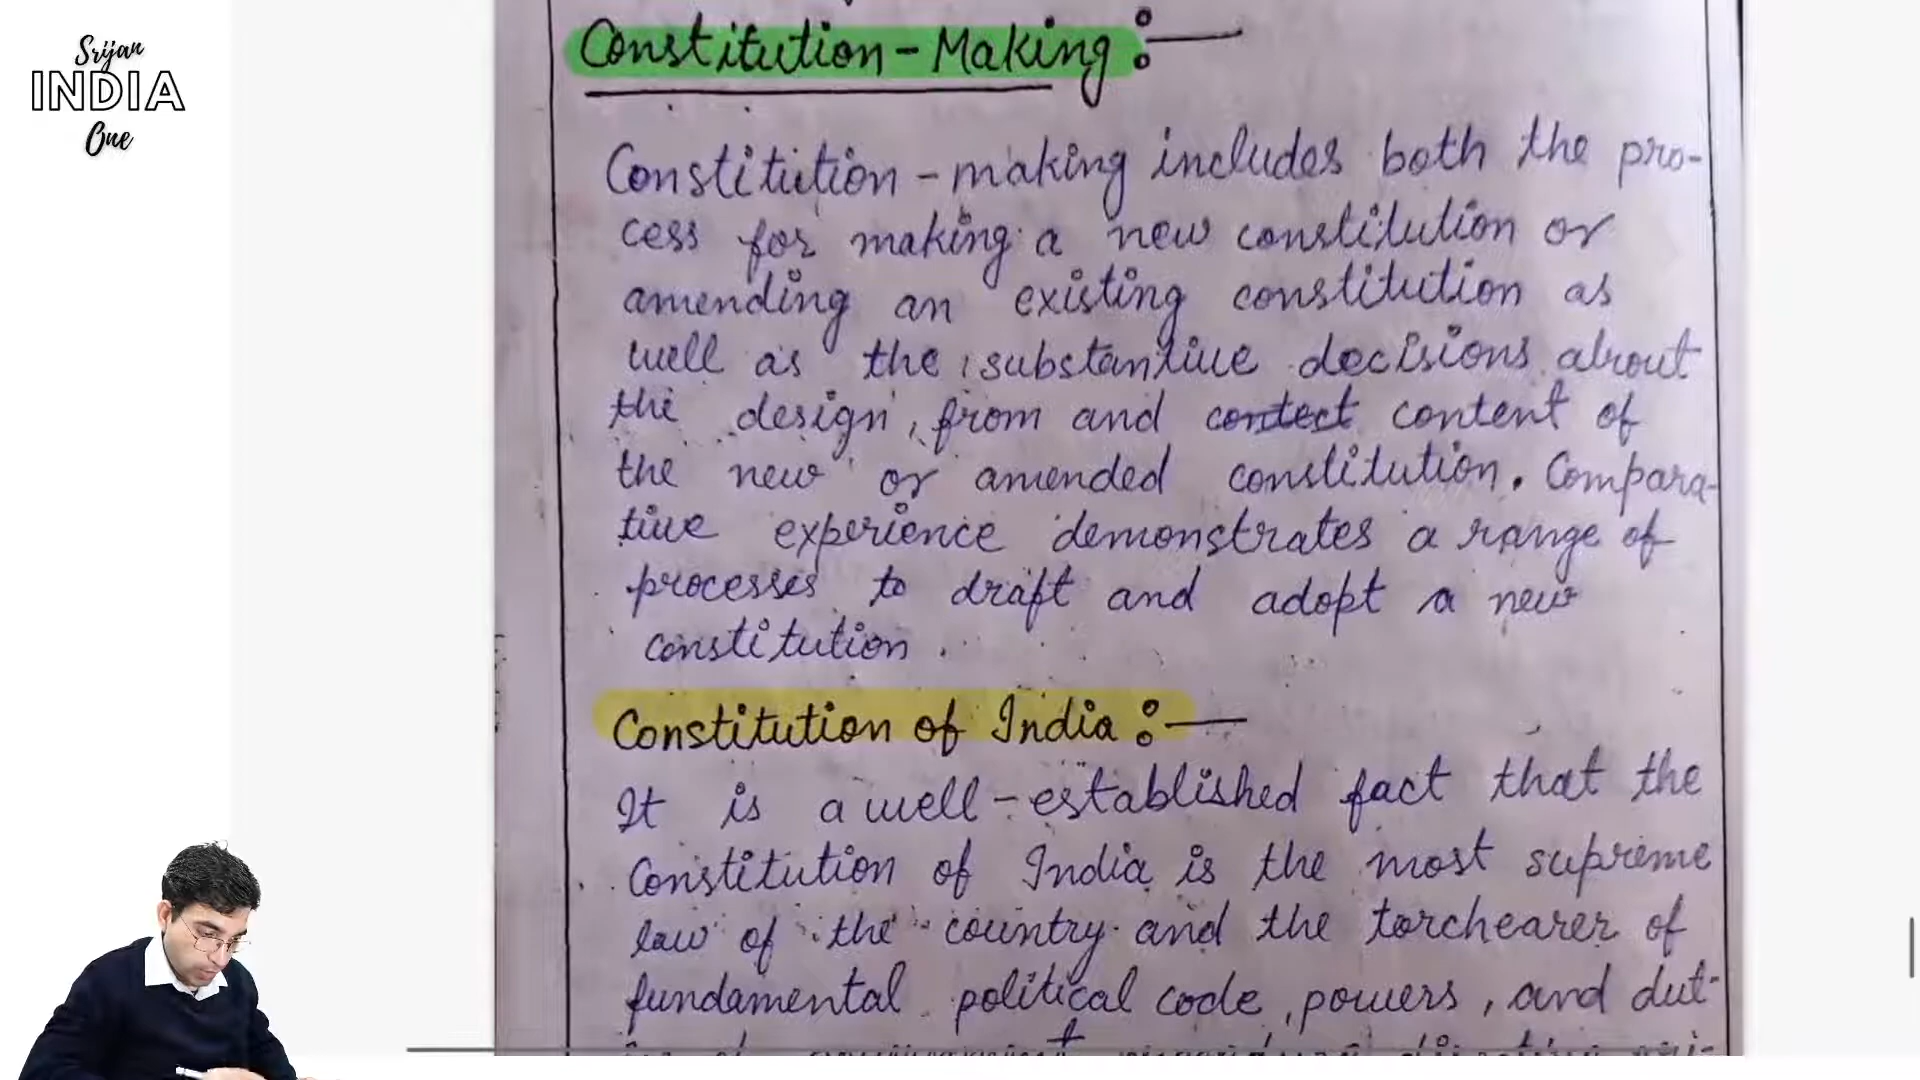 Srijan
INDIA
One
Constitution-Making :—
Constitution-making includes both the pro-
cess for making a new constitution or
amending an existing constitution as
well as the substantive decisions about
the design, from and contect content of
the new or amended constitution. Compara-
tive experience demonstrates a range of
processes to draft and adopt a new
constitution.
Constitution of India :—
It is a well-established fact that the
Constitution of India is the most supreme
law of the country and the torchearer of
fundamental political code, powers, and dut-